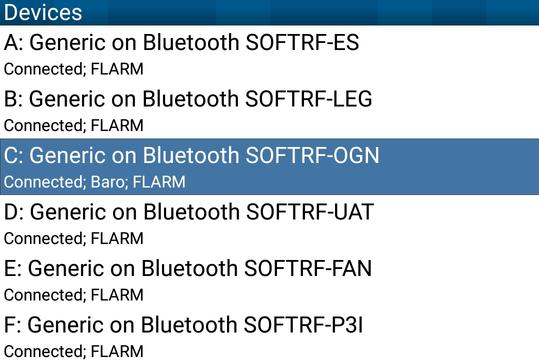 Devices
A: Generic on Bluetooth SOFTRF-ES
Connected; FLARM
B: Generic on Bluetooth SOFTRF-LEG
Connected; FLARM
C: Generic on Bluetooth SOFTRF-OGN
Connected; Baro; FLARM
D: Generic on Bluetooth SOFTRF-UAT
Connected; FLARM
E: Generic on Bluetooth SOFTRF-FAN
Connected; FLARM
F: Generic on Bluetooth SOFTRF-P3I
Connected; FLARM